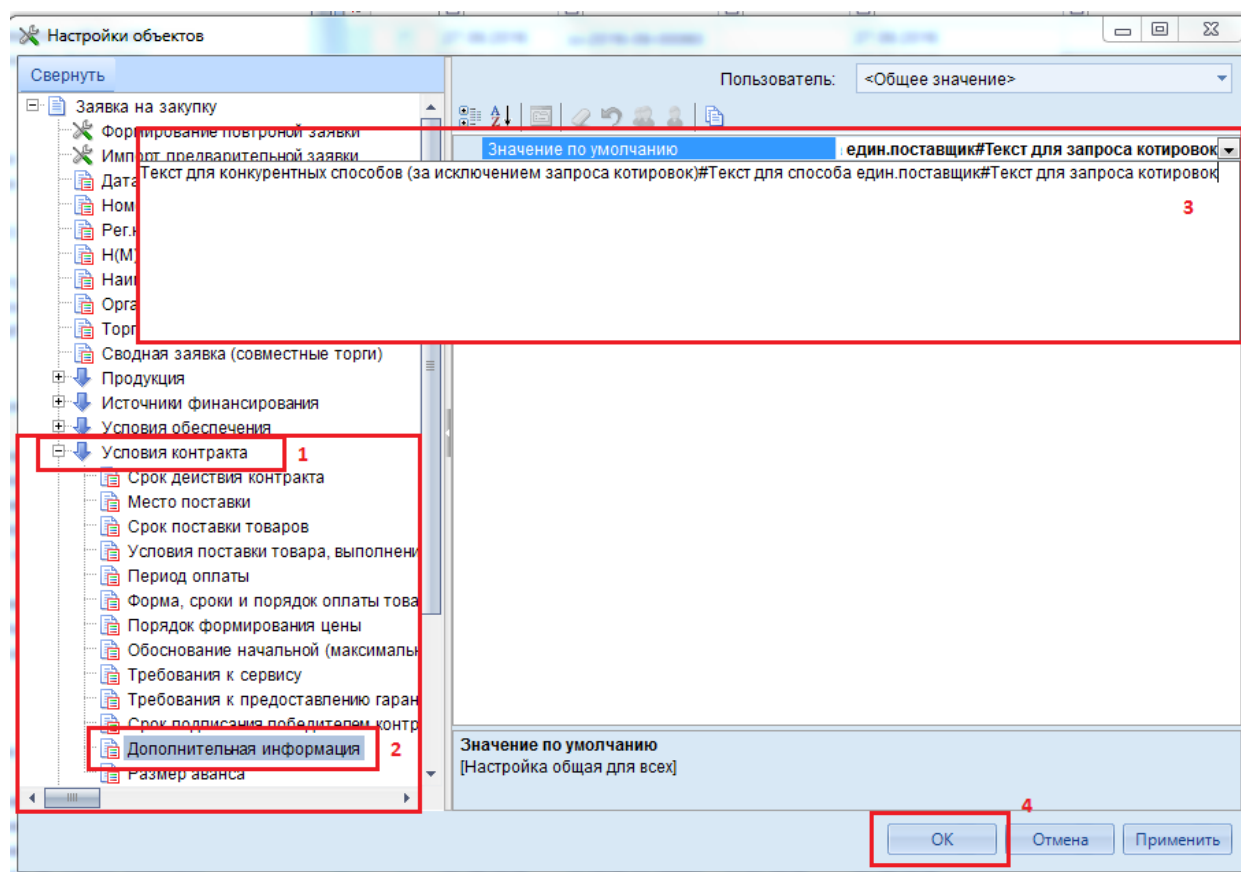 Настройки объектов
Свернуть
Пользователь: <Общее значение>
Заявка на закупку
Формирование повтроной заявки
Импорт предварительной заявки
Значение по умолчанию един.поставщик#Текст для запроса котировок
Текст для конкурентных способов (за исключением запроса котировок)#Текст для способа един.поставщик#Текст для запроса котировок
3
Дата
Ном
Рег.н
Н(М)
Наи
Орга
Торг
Сводная заявка (совместные торги)
Продукция
Источники финансирования
Условия обеспечения
Условия контракта 1
Срок действия контракта
Место поставки
Срок поставки товаров
Условия поставки товара, выполнени
Период оплаты
Форма, сроки и порядок оплаты това
Порядок формирования цены
Обоснование начальной (максималь
Требования к сервису
Требования к предоставлению гаран
Срок подписания победителем контр
Дополнительная информация 2
Размер аванса
Значение по умолчанию
[Настройка общая для всех]
4
ОК Отмена Применить